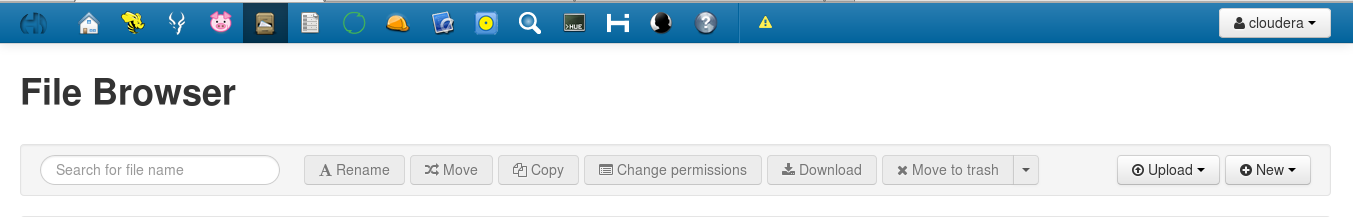 cloudera
File Browser
Search for file name Rename Move Copy Change permissions Download Move to trash Upload New